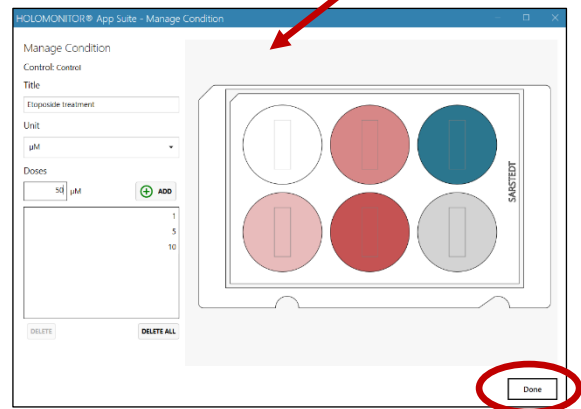 HOLOMONITOR® App Suite - Manage Condition
Manage Condition
Control: Control
Title
Etoposide treatment
Unit
µM
Doses
50 µM ADD
1
5
10
DELETE DELETE ALL
SARSTEDT
Done